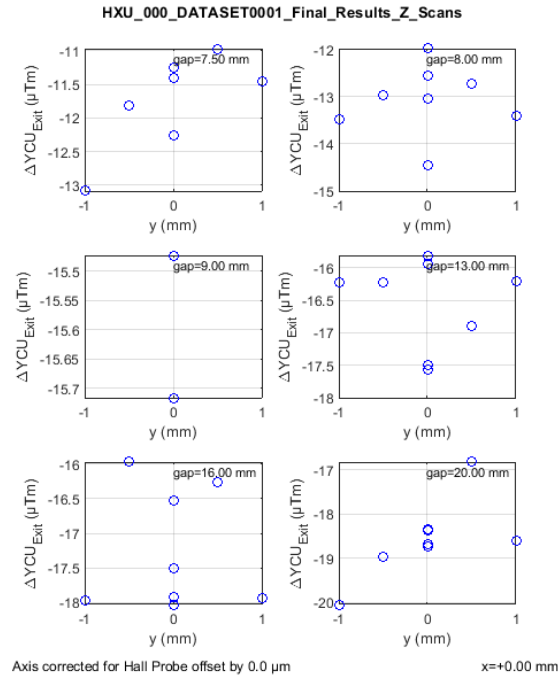 HXU_000_DATASET0001_Final_Results_Z_Scans
-11
-11.5
-12
-12.5
-13
ΔYCU_Exit (μTm)
gap=7.50 mm
-1 0 1
y (mm)
-12
-13
-14
-15
ΔYCU_Exit (μTm)
gap=8.00 mm
-1 0 1
y (mm)
-15.5
-15.55
-15.6
-15.65
-15.7
ΔYCU_Exit (μTm)
gap=9.00 mm
-1 0 1
y (mm)
-16
-16.5
-17
-17.5
-18
ΔYCU_Exit (μTm)
gap=13.00 mm
-1 0 1
y (mm)
-16
-16.5
-17
-17.5
-18
ΔYCU_Exit (μTm)
gap=16.00 mm
-1 0 1
y (mm)
-17
-18
-19
-20
ΔYCU_Exit (μTm)
gap=20.00 mm
-1 0 1
y (mm)
Axis corrected for Hall Probe offset by 0.0 μm
x=+0.00 mm